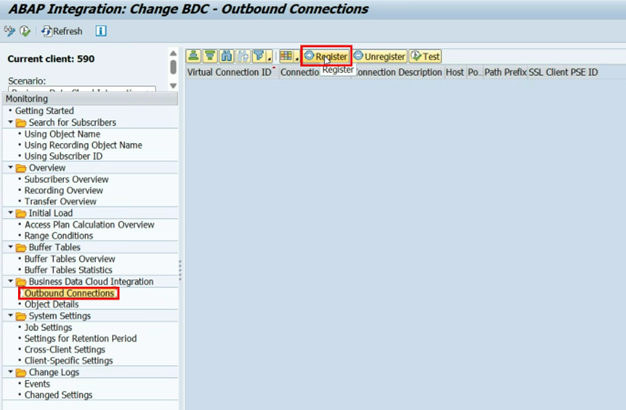 ABAP Integration: Change BDC - Outbound Connections
Refresh
Current client: 590
Scenario:
Monitoring
Getting Started
Search for Subscribers
Using Object Name
Using Recording Object Name
Using Subscriber ID
Overview
Subscribers Overview
Recording Overview
Transfer Overview
Initial Load
Access Plan Calculation Overview
Range Conditions
Buffer Tables
Buffer Tables Overview
Buffer Tables Statistics
Business Data Cloud Integration
Outbound Connections
Object Details
System Settings
Job Settings
Settings for Retention Period
Cross-Client Settings
Client-Specific Settings
Change Logs
Events
Changed Settings
Register Unregister Test
Register
Virtual Connection ID Connectio onnection Description Host Po.. Path Prefix SSL Client PSE ID